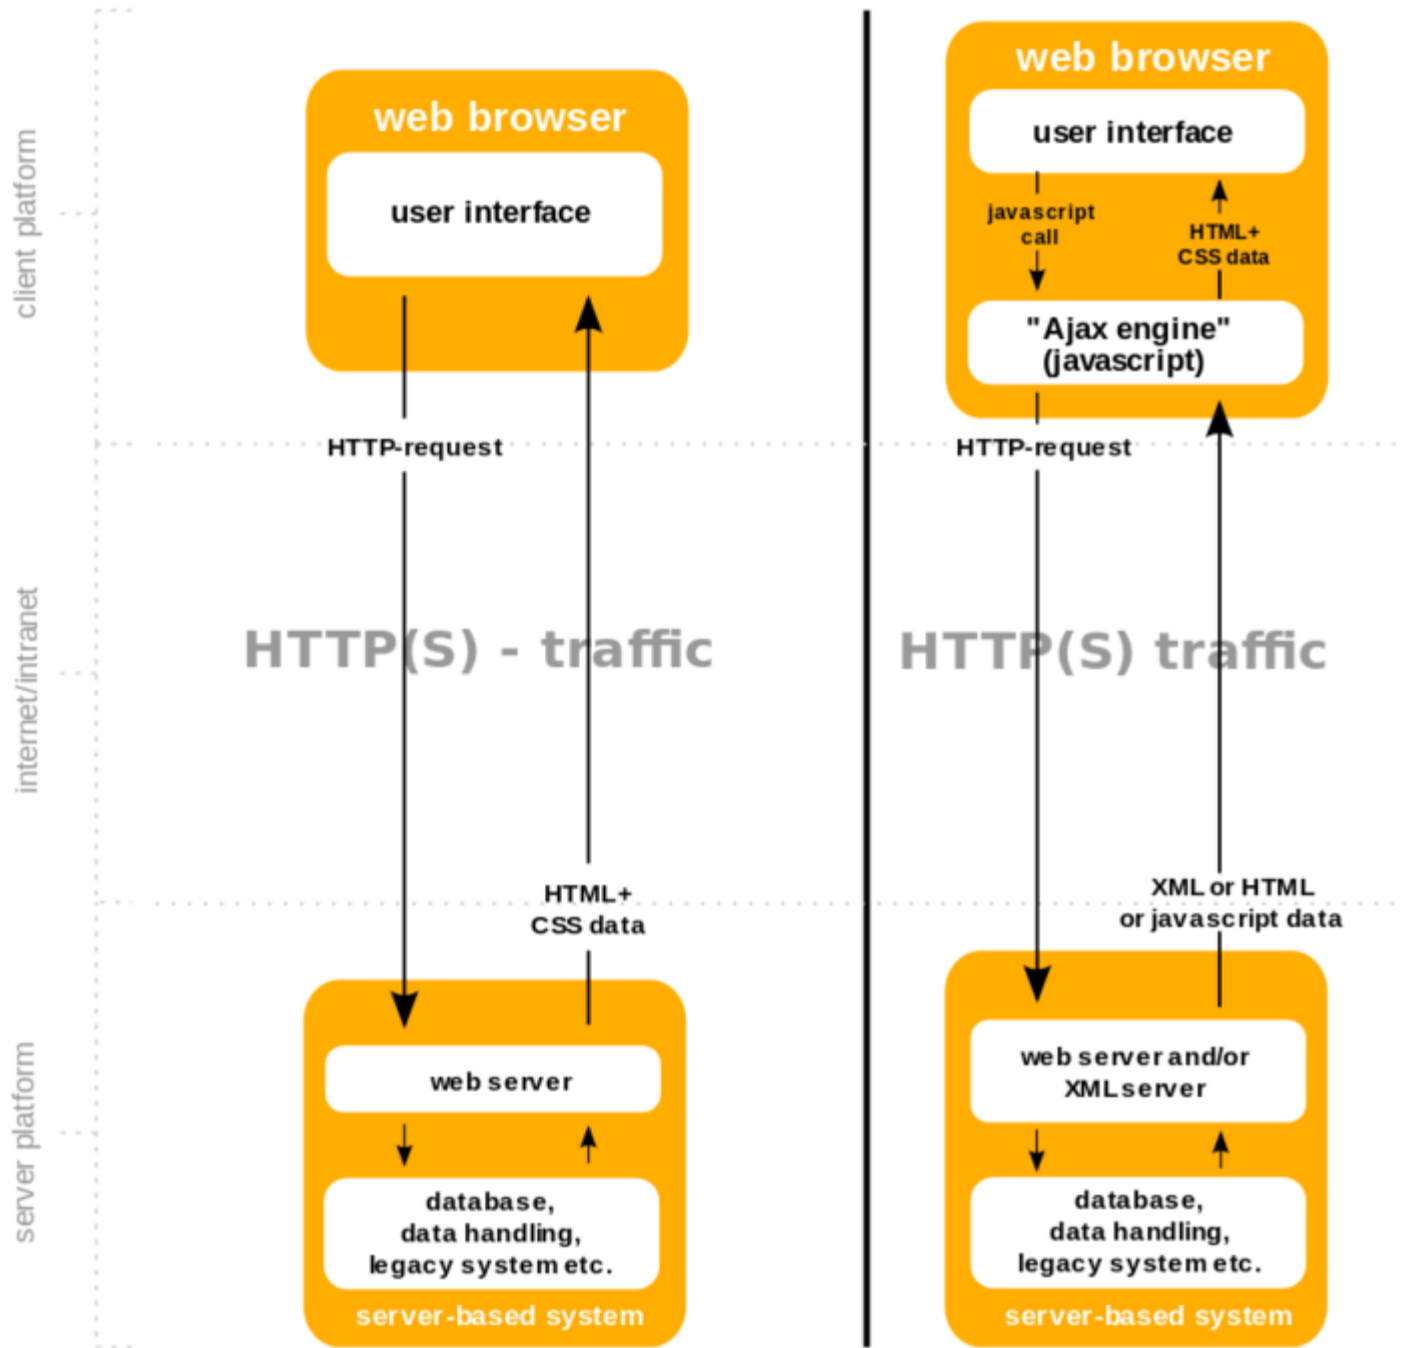 client platform
internet/intranet
server platform
web browser
user interface
HTTP-request
HTTP(S) - traffic
HTML+
CSS data
web server
database,
data handling,
legacy system etc.
server-based system
web browser
user interface
javascript
call
HTML+
CSS data
"Ajax engine"
(javascript)
HTTP-request
HTTP(S) traffic
XML or HTML
or javascript data
web server and/or
XML server
database,
data handling,
legacy system etc.
server-based system